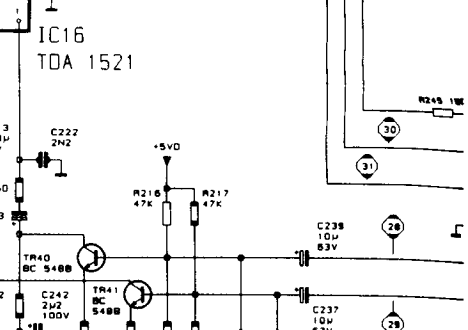 IC16
TDA 1521
R245
30
C222
2N2
+5VD
31
R216
47K
R217
47K
C239
10µ
63V
28
TR40
BC 548B
TR41
BC
548B
C242
2µ2
100V
C237
10µ
29